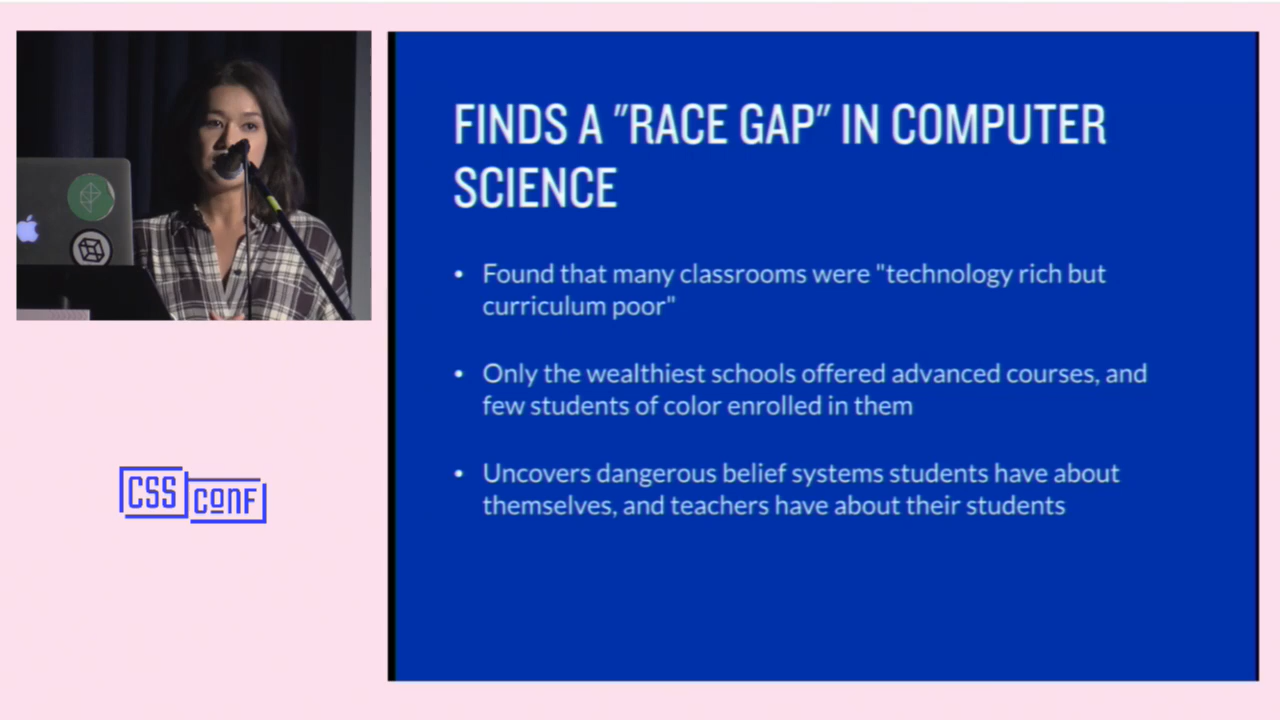 FINDS A "RACE GAP" IN COMPUTER
SCIENCE
• Found that many classrooms were "technology rich but
curriculum poor"
• Only the wealthiest schools offered advanced courses, and
few students of color enrolled in them
• Uncovers dangerous belief systems students have about
themselves, and teachers have about their students
CSS
CONF